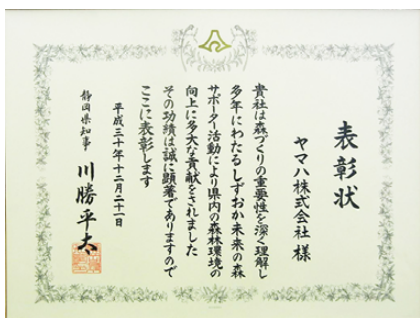 表彰状
ヤマハ株式会社 様
貴社は森づくりの重要性を深く理解し
多年にわたるしずおか未来の森
サポーター活動により県内の森林環境の
向上に多大な貢献をされました
その功績は誠に顕著でありますので
ここに表彰します
平成三十年十二月二十一日
静岡県知事 川勝平太